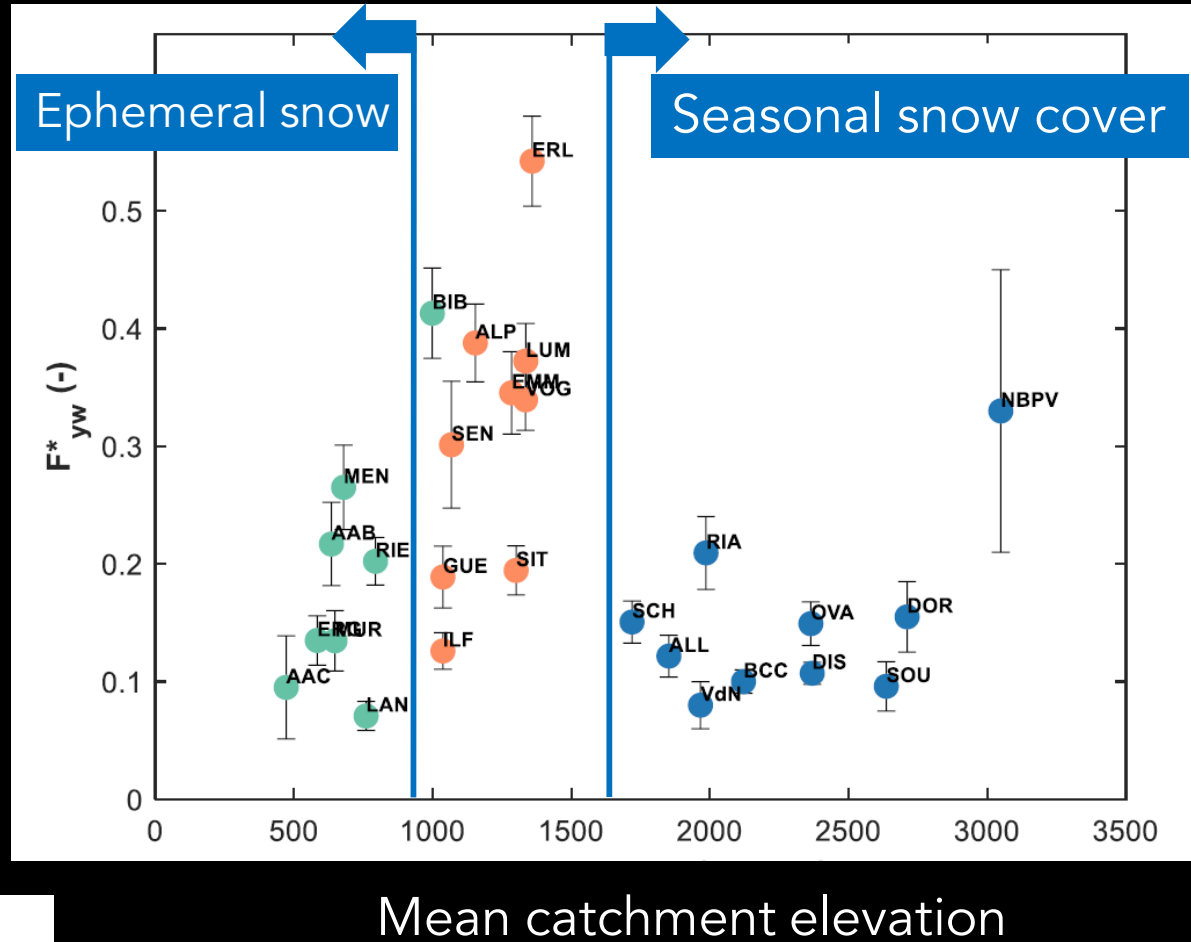 Ephemeral snow
Seasonal snow cover
ERL
0.5
BIB
0.4
ALP
LUM
EMM
VOG
NBPV
F*yw (-)
SEN
0.3
MEN
AAB
RIE
RIA
0.2
GUE
SIT
SCH
OVA
DOR
ERG
MUR
ILF
ALL
BCC
DIS
SOU
0.1
AAC
VdN
LAN
0
0 500 1000 1500 2000 2500 3000 3500
Mean catchment elevation